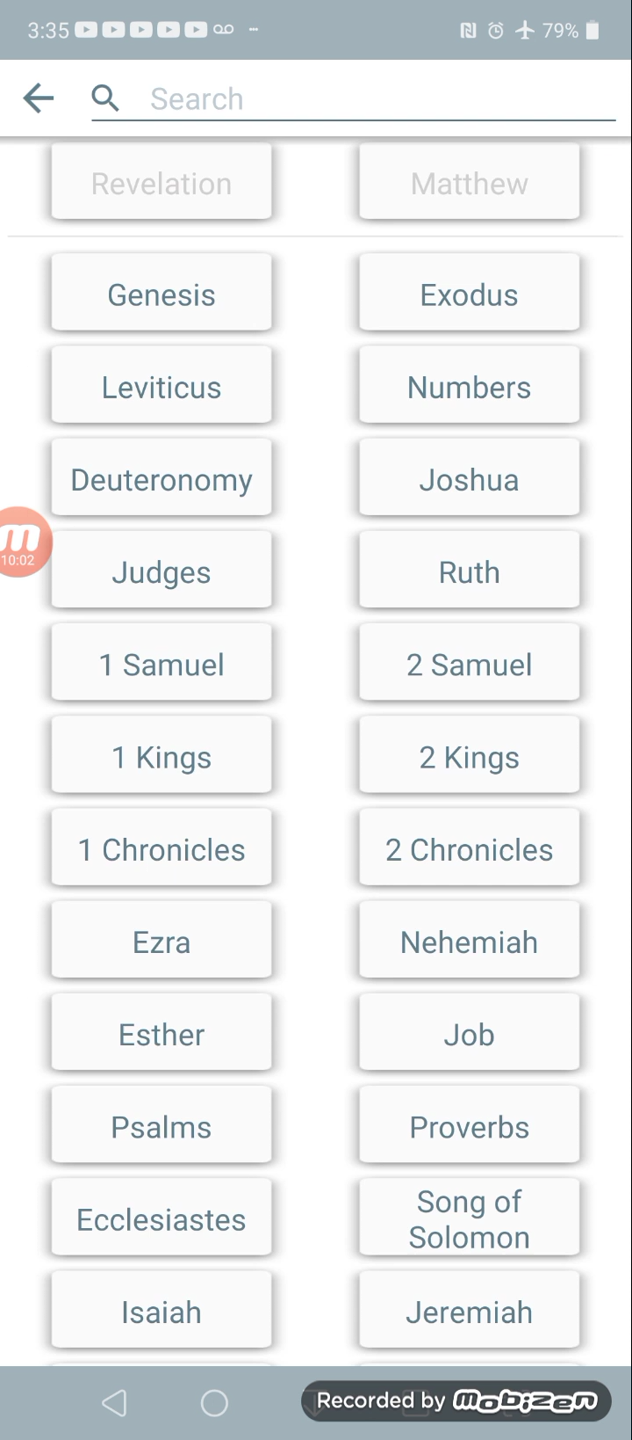 3:35 79%
Search
Revelation Matthew
Genesis Exodus
Leviticus Numbers
Deuteronomy Joshua
m
10:02
Judges Ruth
1 Samuel 2 Samuel
1 Kings 2 Kings
1 Chronicles 2 Chronicles
Ezra Nehemiah
Esther Job
Psalms Proverbs
Ecclesiastes Song of
Solomon
Isaiah Jeremiah
Recorded by mobizen